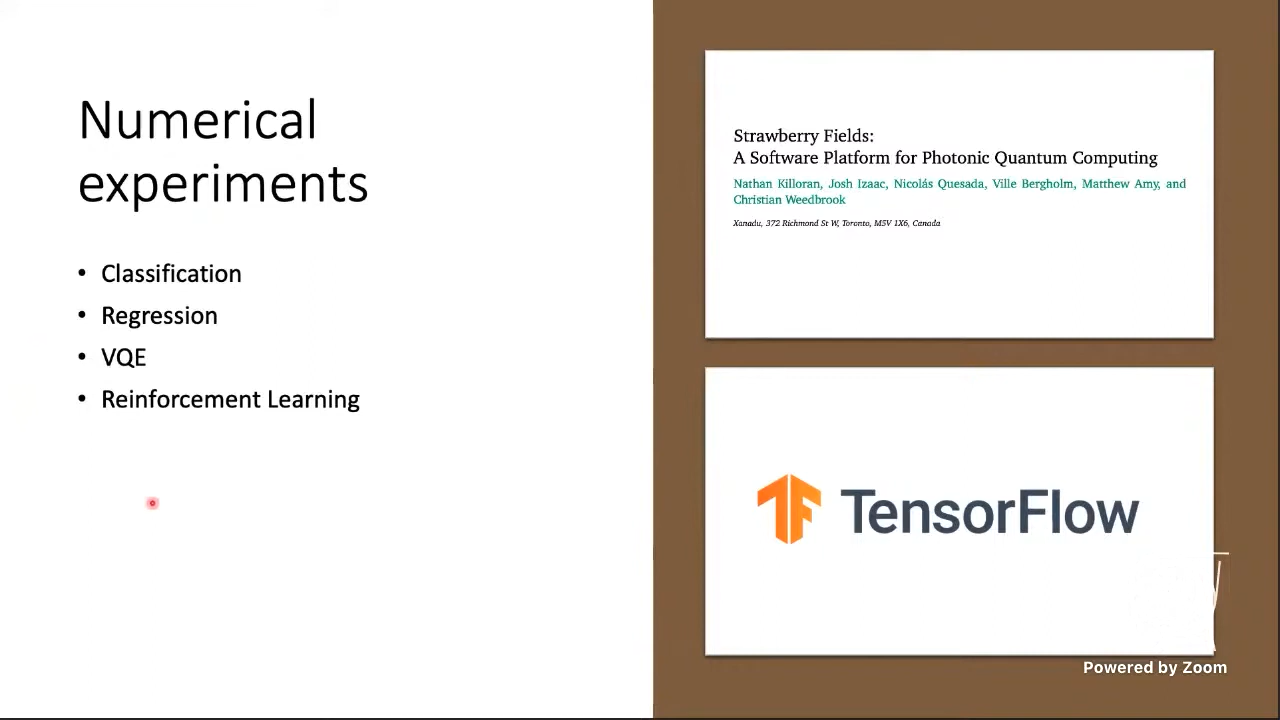 Numerical
experiments
• Classification
• Regression
• VQE
• Reinforcement Learning
Strawberry Fields:
A Software Platform for Photonic Quantum Computing
Nathan Killoran, Josh Izaac, Nicolás Quesada, Ville Bergholm, Matthew Amy, and
Christian Weedbrook
Xanadu, 372 Richmond St W, Toronto, M5V 1X6, Canada
TensorFlow
Powered by Zoom